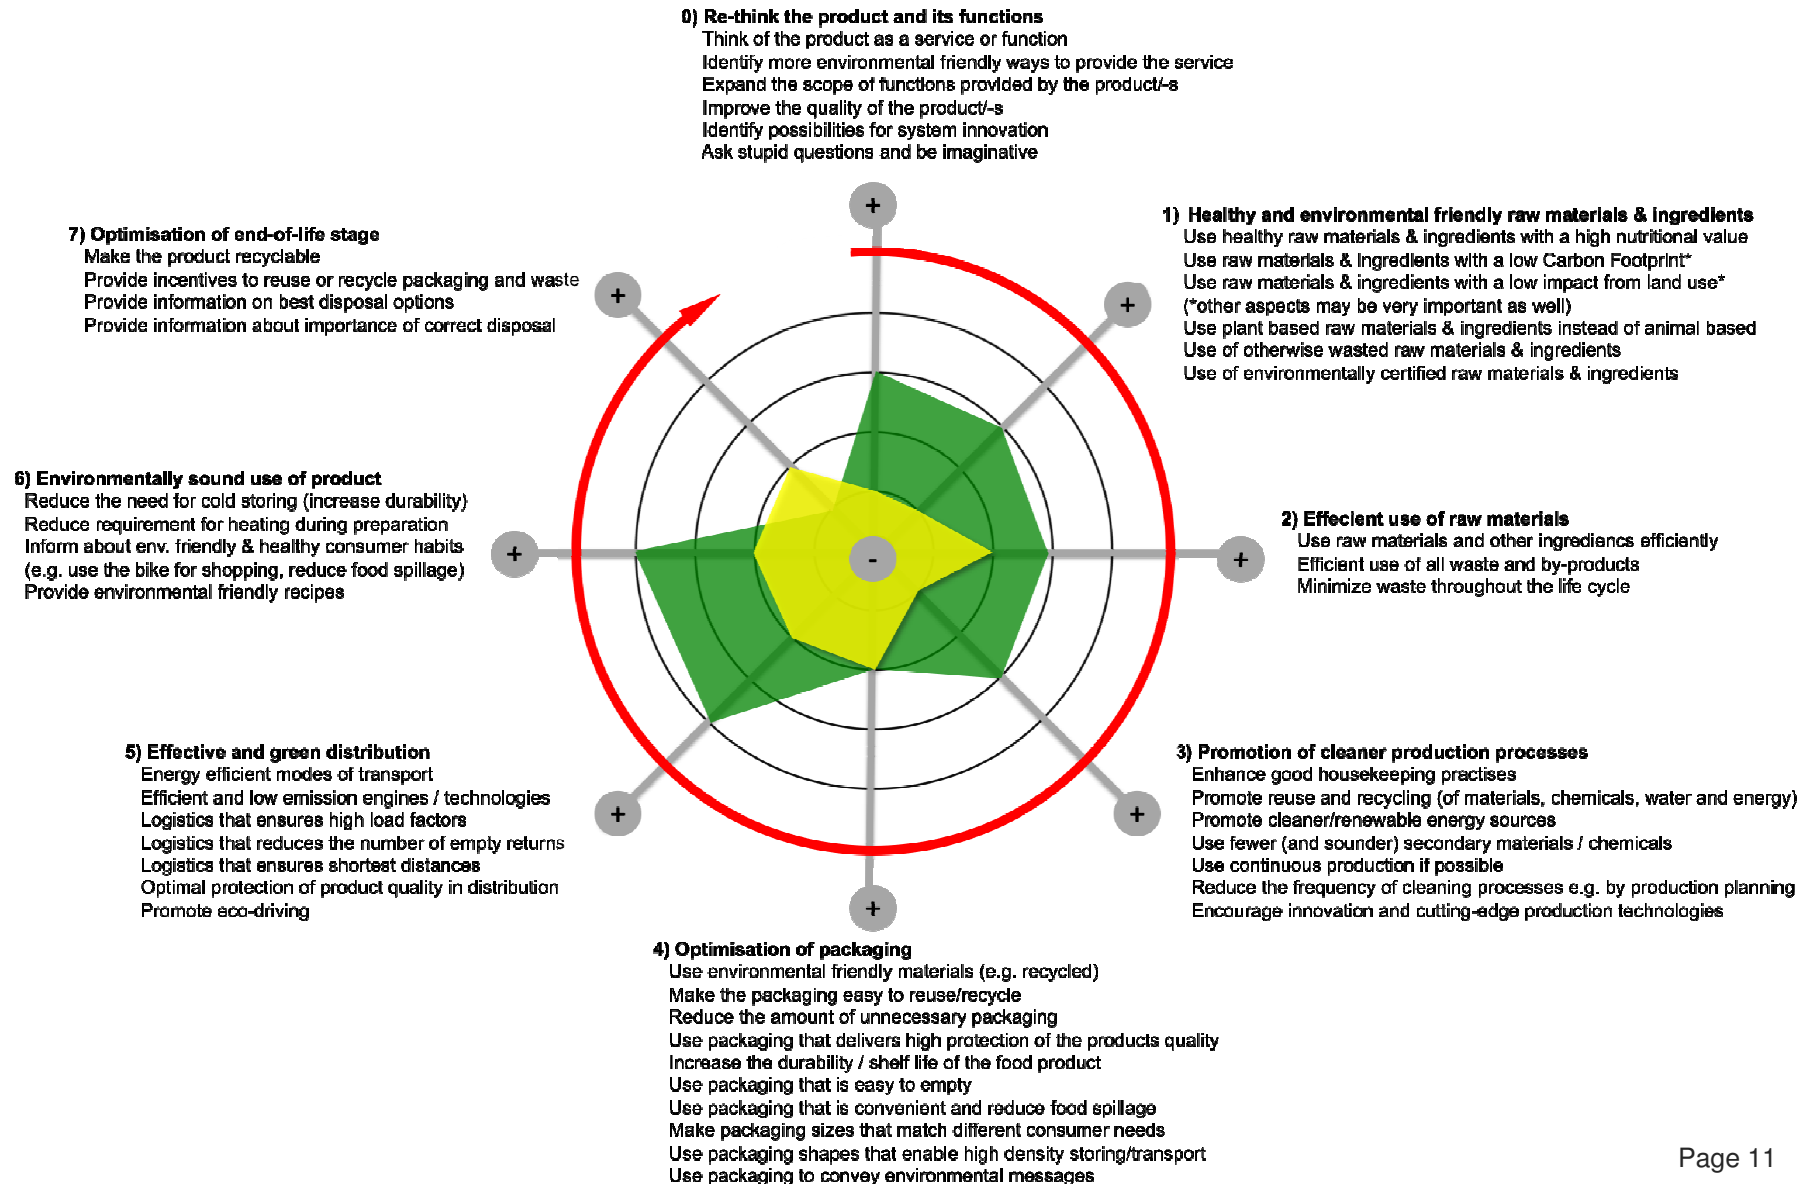 0) Re-think the product and its functions
Think of the product as a service or function
Identify more environmental friendly ways to provide the service
Expand the scope of functions provided by the product/-s
Improve the quality of the product/-s
Identify possibilities for system innovation
Ask stupid questions and be imaginative
+
1) Healthy and environmental friendly raw materials & ingredients
Use healthy raw materials & ingredients with a high nutritional value
Use raw materials & ingredients with a low Carbon Footprint*
Use raw materials & ingredients with a low impact from land use*
(*other aspects may be very important as well)
Use plant based raw materials & ingredients instead of animal based
Use of otherwise wasted raw materials & ingredients
Use of environmentally certified raw materials & ingredients
+
2) Effecient use of raw materials
Use raw materials and other ingrediencs efficiently
Efficient use of all waste and by-products
Minimize waste throughout the life cycle
+
3) Promotion of cleaner production processes
Enhance good housekeeping practises
Promote reuse and recycling (of materials, chemicals, water and energy)
Promote cleaner/renewable energy sources
Use fewer (and sounder) secondary materials / chemicals
Use continuous production if possible
Reduce the frequency of cleaning processes e.g. by production planning
Encourage innovation and cutting-edge production technologies
+
4) Optimisation of packaging
Use environmental friendly materials (e.g. recycled)
Make the packaging easy to reuse/recycle
Reduce the amount of unnecessary packaging
Use packaging that delivers high protection of the products quality
Increase the durability / shelf life of the food product
Use packaging that is easy to empty
Use packaging that is convenient and reduce food spillage
Make packaging sizes that match different consumer needs
Use packaging shapes that enable high density storing/transport
Use packaging to convey environmental messages
+
5) Effective and green distribution
Energy efficient modes of transport
Efficient and low emission engines / technologies
Logistics that ensures high load factors
Logistics that reduces the number of empty returns
Logistics that ensures shortest distances
Optimal protection of product quality in distribution
Promote eco-driving
+
6) Environmentally sound use of product
Reduce the need for cold storing (increase durability)
Reduce requirement for heating during preparation
Inform about env. friendly & healthy consumer habits
(e.g. use the bike for shopping, reduce food spillage)
Provide environmental friendly recipes
+
7) Optimisation of end-of-life stage
Make the product recyclable
Provide incentives to reuse or recycle packaging and waste
Provide information on best disposal options
Provide information about importance of correct disposal
+
-
Page 11